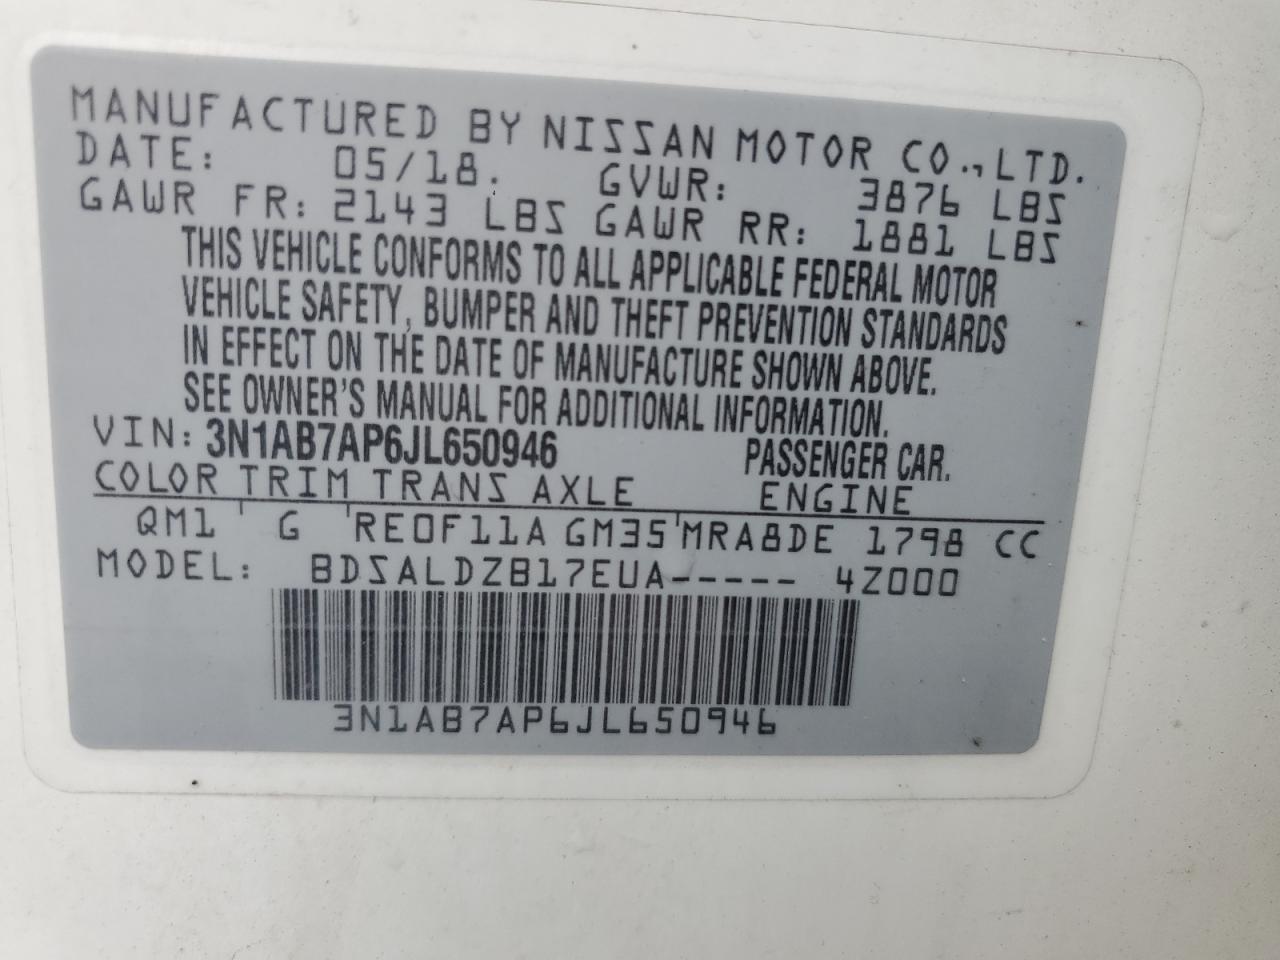 MANUFACTURED BY NISSAN MOTOR CO., LTD.
DATE: 05/18. GVWR: 3876 LBS
GAWR FR: 2143 LBS GAWR RR: 1881 LBS
THIS VEHICLE CONFORMS TO ALL APPLICABLE FEDERAL MOTOR
VEHICLE SAFETY, BUMPER AND THEFT PREVENTION STANDARDS
IN EFFECT ON THE DATE OF MANUFACTURE SHOWN ABOVE.
SEE OWNER'S MANUAL FOR ADDITIONAL INFORMATION.
VIN: 3N1AB7AP6JL650946 PASSENGER CAR.
COLOR TRIM TRANS AXLE ENGINE
QM1 G RE0F11A GM35 MRA8DE 1798 CC
MODEL: BDSALDZB17EUA----- 4Z000
3N1AB7AP6JL650946